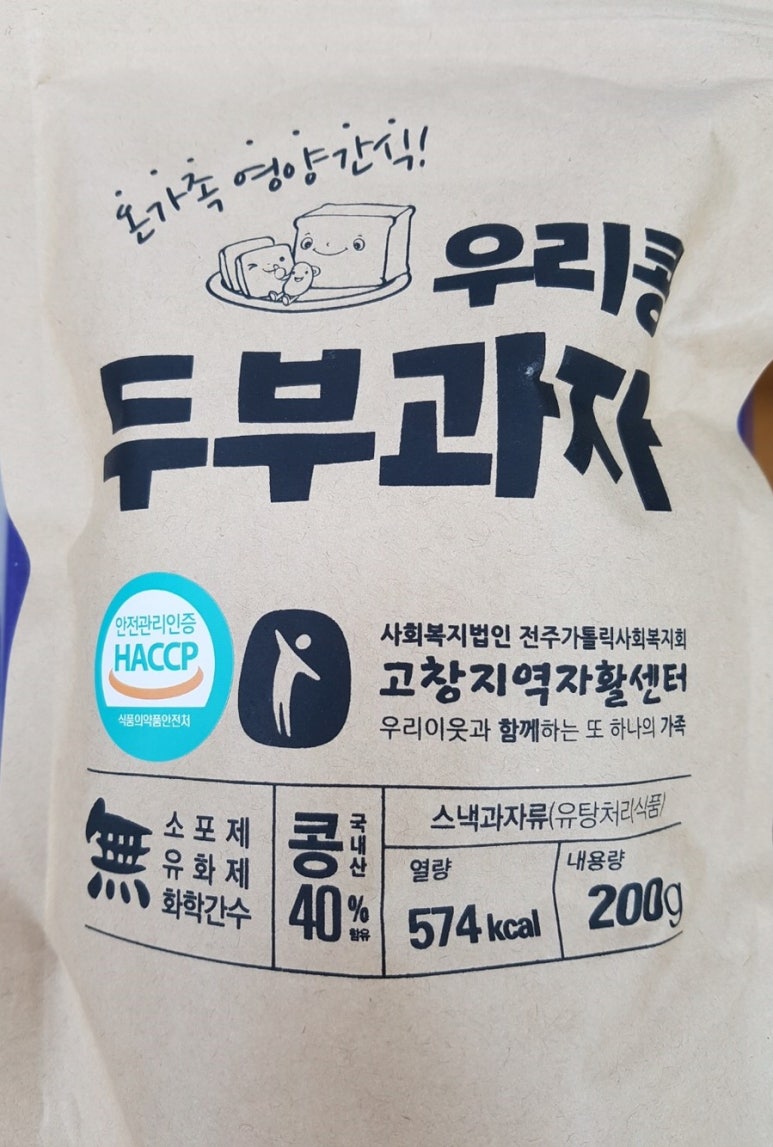 온가족 영양간식!
우리콩
두부과자
안전관리인증
HACCP
식품의약품안전처
사회복지법인 전주가톨릭사회복지회
고창지역자활센터
우리이웃과 함께하는 또 하나의 가족
無
소포제
유화제
화학간수
콩
국내산
40%
함유
스낵과자류(유탕처리식품)
열량
574 kcal
내용량
200g